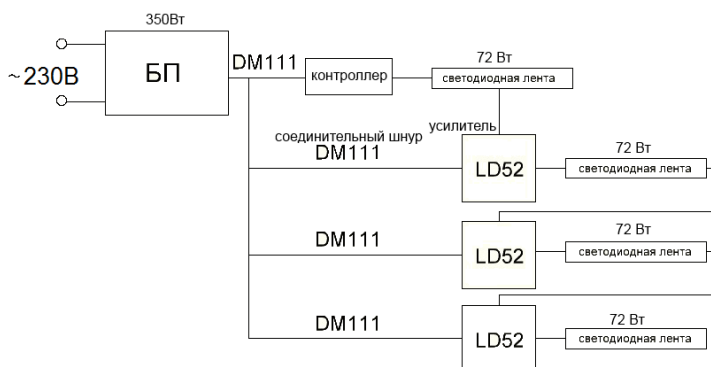 350Вт
~230В
БП
DM111
контроллер
72 Вт
светодиодная лента
соединительный шнур
усилитель
DM111
LD52
72 Вт
светодиодная лента
DM111
LD52
72 Вт
светодиодная лента
DM111
LD52
72 Вт
светодиодная лента